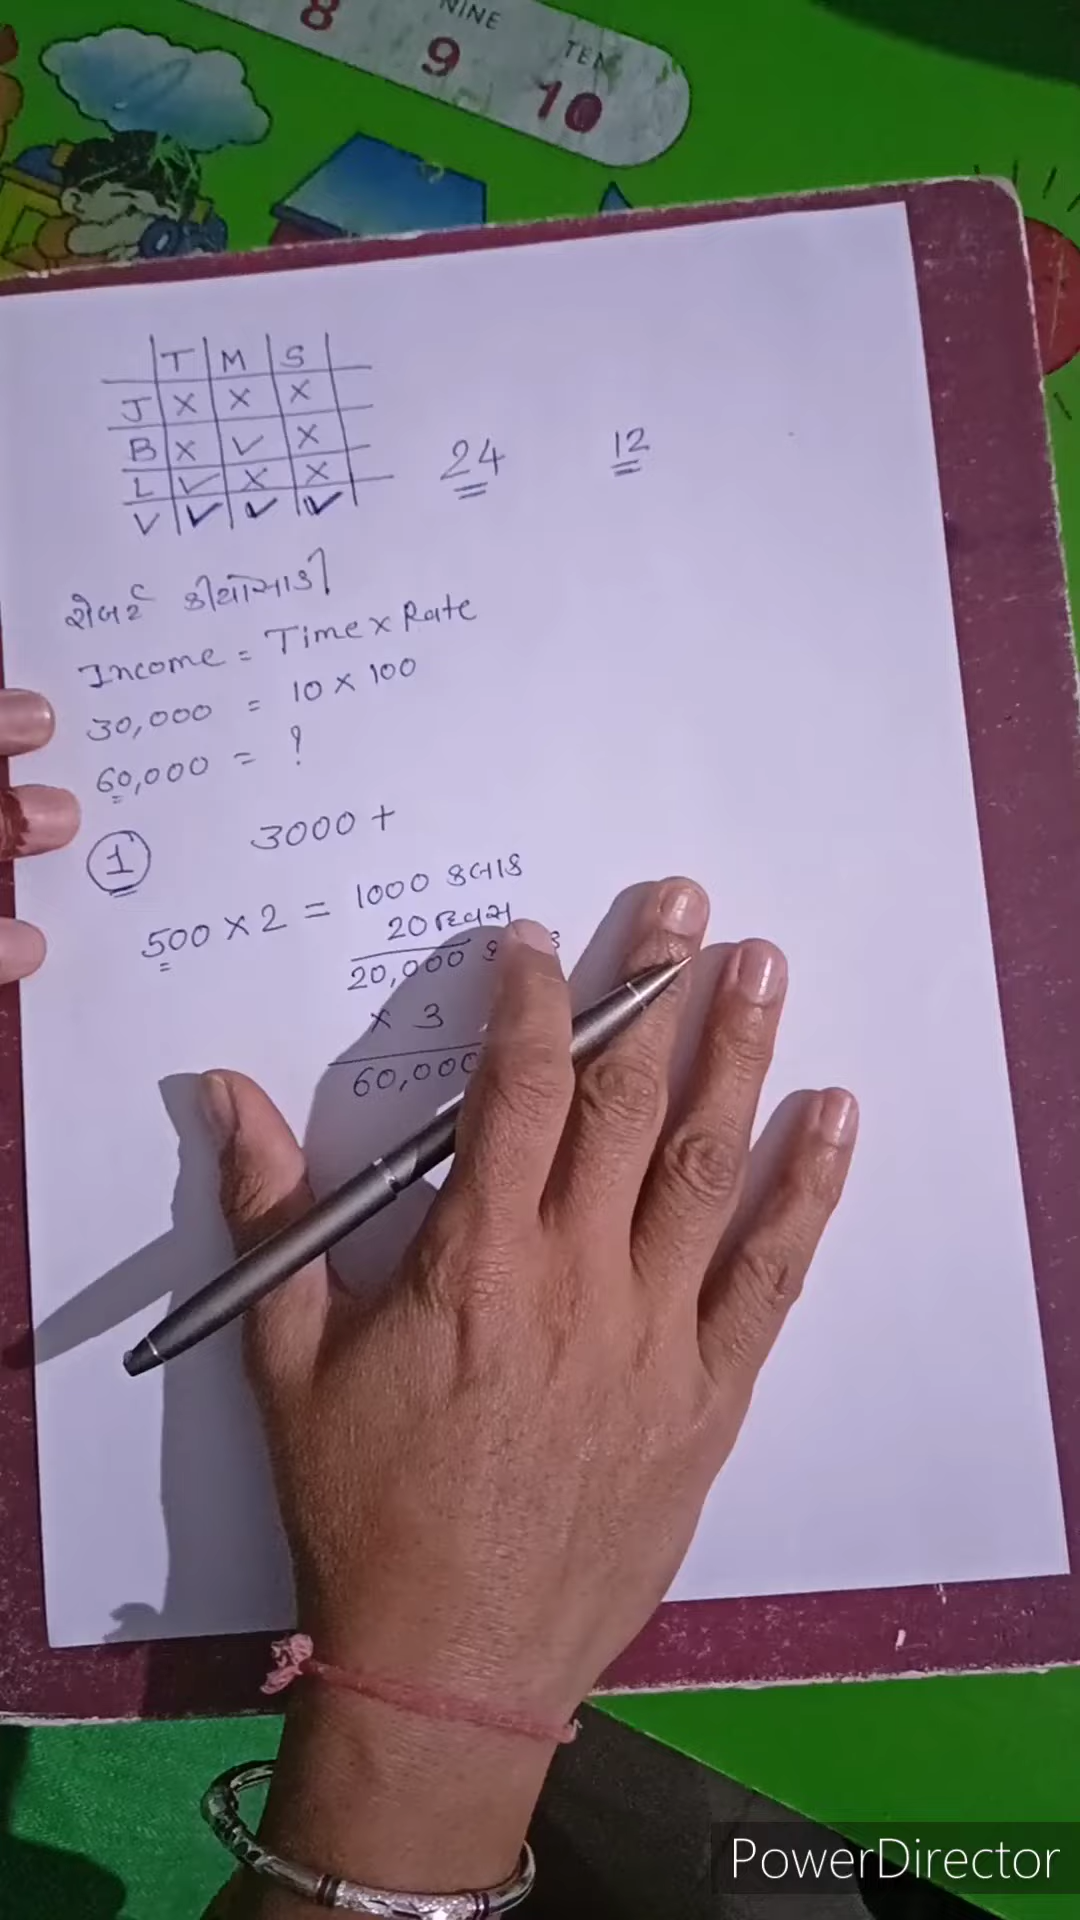 8 NINE 9 TEN 10
T M S
J X X X
B X ✓ X
L ✓ X X
V ✓ ✓ ✓
24 12
રોબર્ટ કીયોસાકી
Income = Time x Rate
30,000 = 10 x 100
60,000 = ?
1 3000 +
500 x 2 = 1000 કલાક
20 દિવસ
20,000
x 3
60,000
PowerDirector